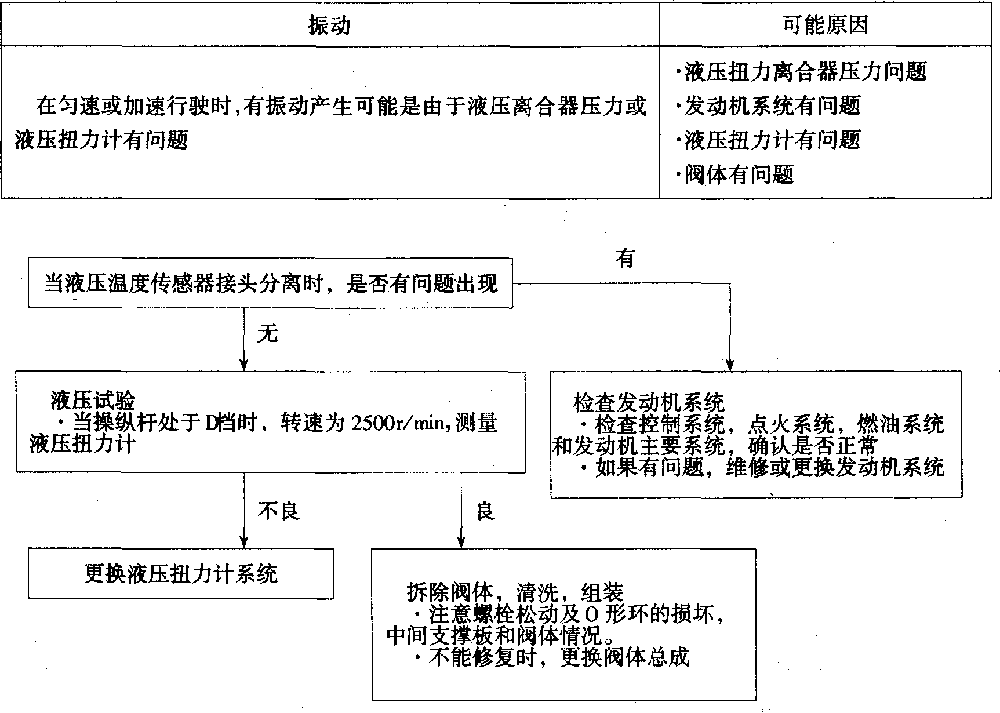 振动
可能原因
在匀速或加速行驶时,有振动产生可能是由于液压离合器压力或
液压扭力计有问题
·液压扭力离合器压力问题
·发动机系统有问题
·液压扭力计有问题
·阀体有问题
有
当液压温度传感器接头分离时，是否有问题出现
无
液压试验
·当操纵杆处于D档时，转速为2500r/min,测量
液压扭力计
检查发动机系统
·检查控制系统，点火系统，燃油系统
和发动机主要系统，确认是否正常
·如果有问题，维修或更换发动机系统
不良
良
更换液压扭力计系统
拆除阀体，清洗，组装
·注意螺栓松动及O形环的损坏，
中间支撑板和阀体情况。
·不能修复时，更换阀体总成